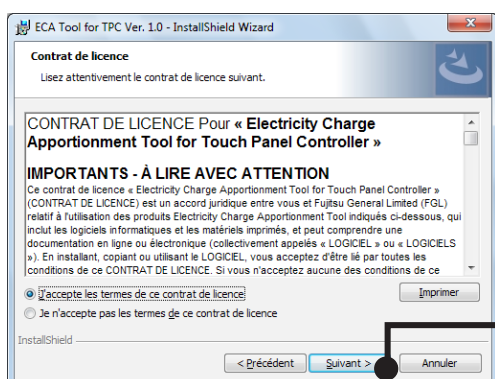 ECA Tool for TPC Ver. 1.0 - InstallShield Wizard
Contrat de licence
Lisez attentivement le contrat de licence suivant.
CONTRAT DE LICENCE Pour « Electricity Charge
Apportionment Tool for Touch Panel Controller »
IMPORTANTS - À LIRE AVEC ATTENTION
Ce contrat de licence « Electricity Charge Apportionment Tool for Touch Panel Controller »
(CONTRAT DE LICENCE) est un accord juridique entre vous et Fujitsu General Limited (FGL)
relatif à l'utilisation des produits Electricity Charge Apportionment Tool indiqués ci-dessous, qui
inclut les logiciels informatiques et les matériels imprimés, et peut comprendre une
documentation en ligne ou électronique (collectivement appelés « LOGICIEL » ou « LOGICIELS
»). En installant, copiant ou utilisant le LOGICIEL, vous acceptez d'être lié par toutes les
conditions de ce CONTRAT DE LICENCE. Si vous n'acceptez aucune des conditions de ce
J'accepte les termes de ce contrat de licence
Imprimer
Je n'accepte pas les termes de ce contrat de licence
InstallShield
< Précédent
Suivant >
Annuler